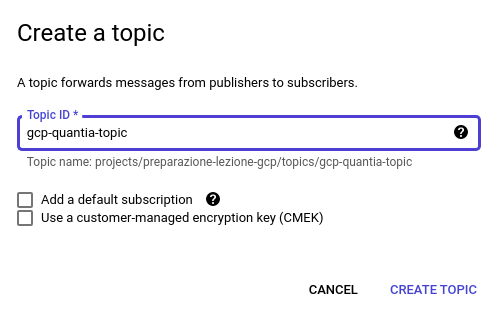 Create a topic
A topic forwards messages from publishers to subscribers.
Topic ID *
gcp-quantia-topic
Topic name: projects/preparazione-lezione-gcp/topics/gcp-quantia-topic
Add a default subscription
Use a customer-managed encryption key (CMEK)
CANCEL CREATE TOPIC